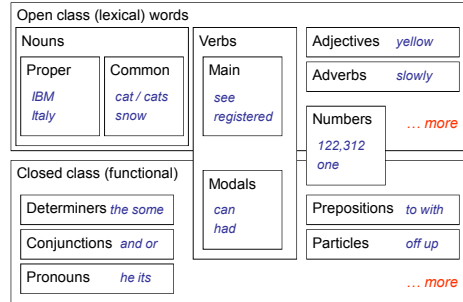 Open class (lexical) words
Nouns
Proper
IBM
Italy
Common
cat / cats
snow
Verbs
Main
see
registered
Adjectives yellow
Adverbs slowly
Numbers
122,312
one
… more
Closed class (functional)
Determiners the some
Conjunctions and or
Pronouns he its
Modals
can
had
Prepositions to with
Particles off up
… more